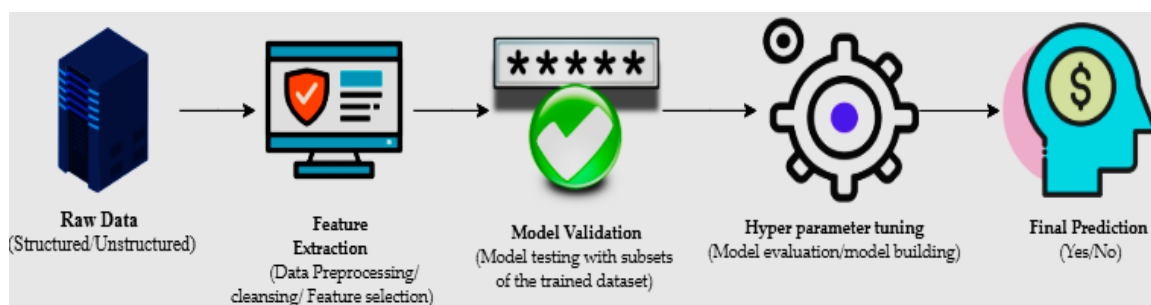 *****
$
Raw Data
(Structured/Unstructured)
Feature
Extraction
(Data Preprocessing/
cleansing/ Feature selection)
Model Validation
(Model testing with subsets
of the trained dataset)
Hyper parameter tuning
(Model evaluation/model building)
Final Prediction
(Yes/No)